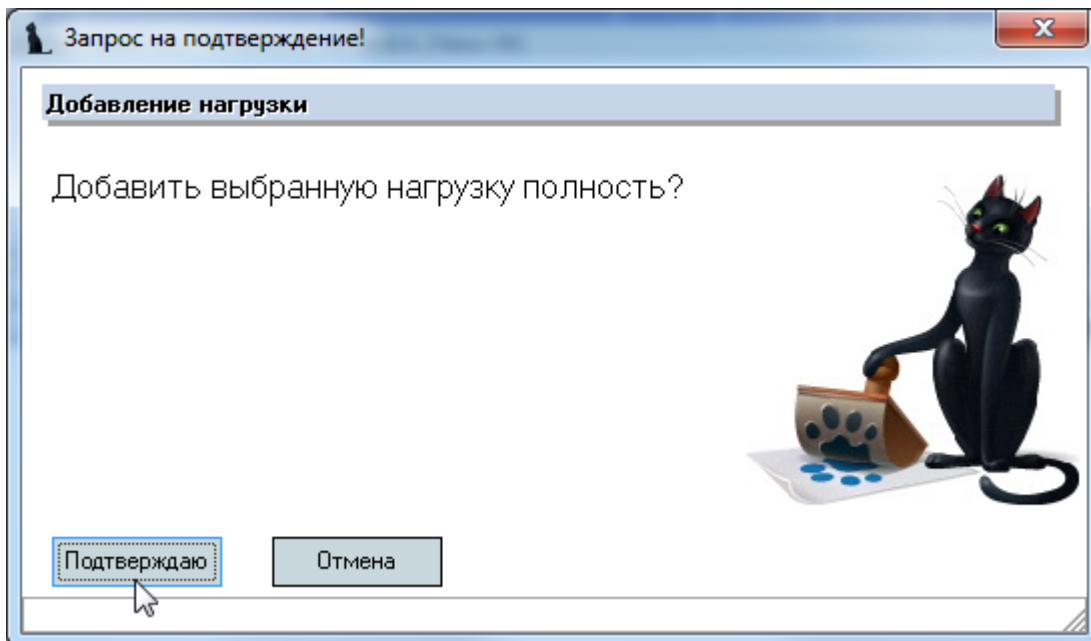 Запрос на подтверждение!
Добавление нагрузки
Добавить выбранную нагрузку полность?
Подтверждаю
Отмена